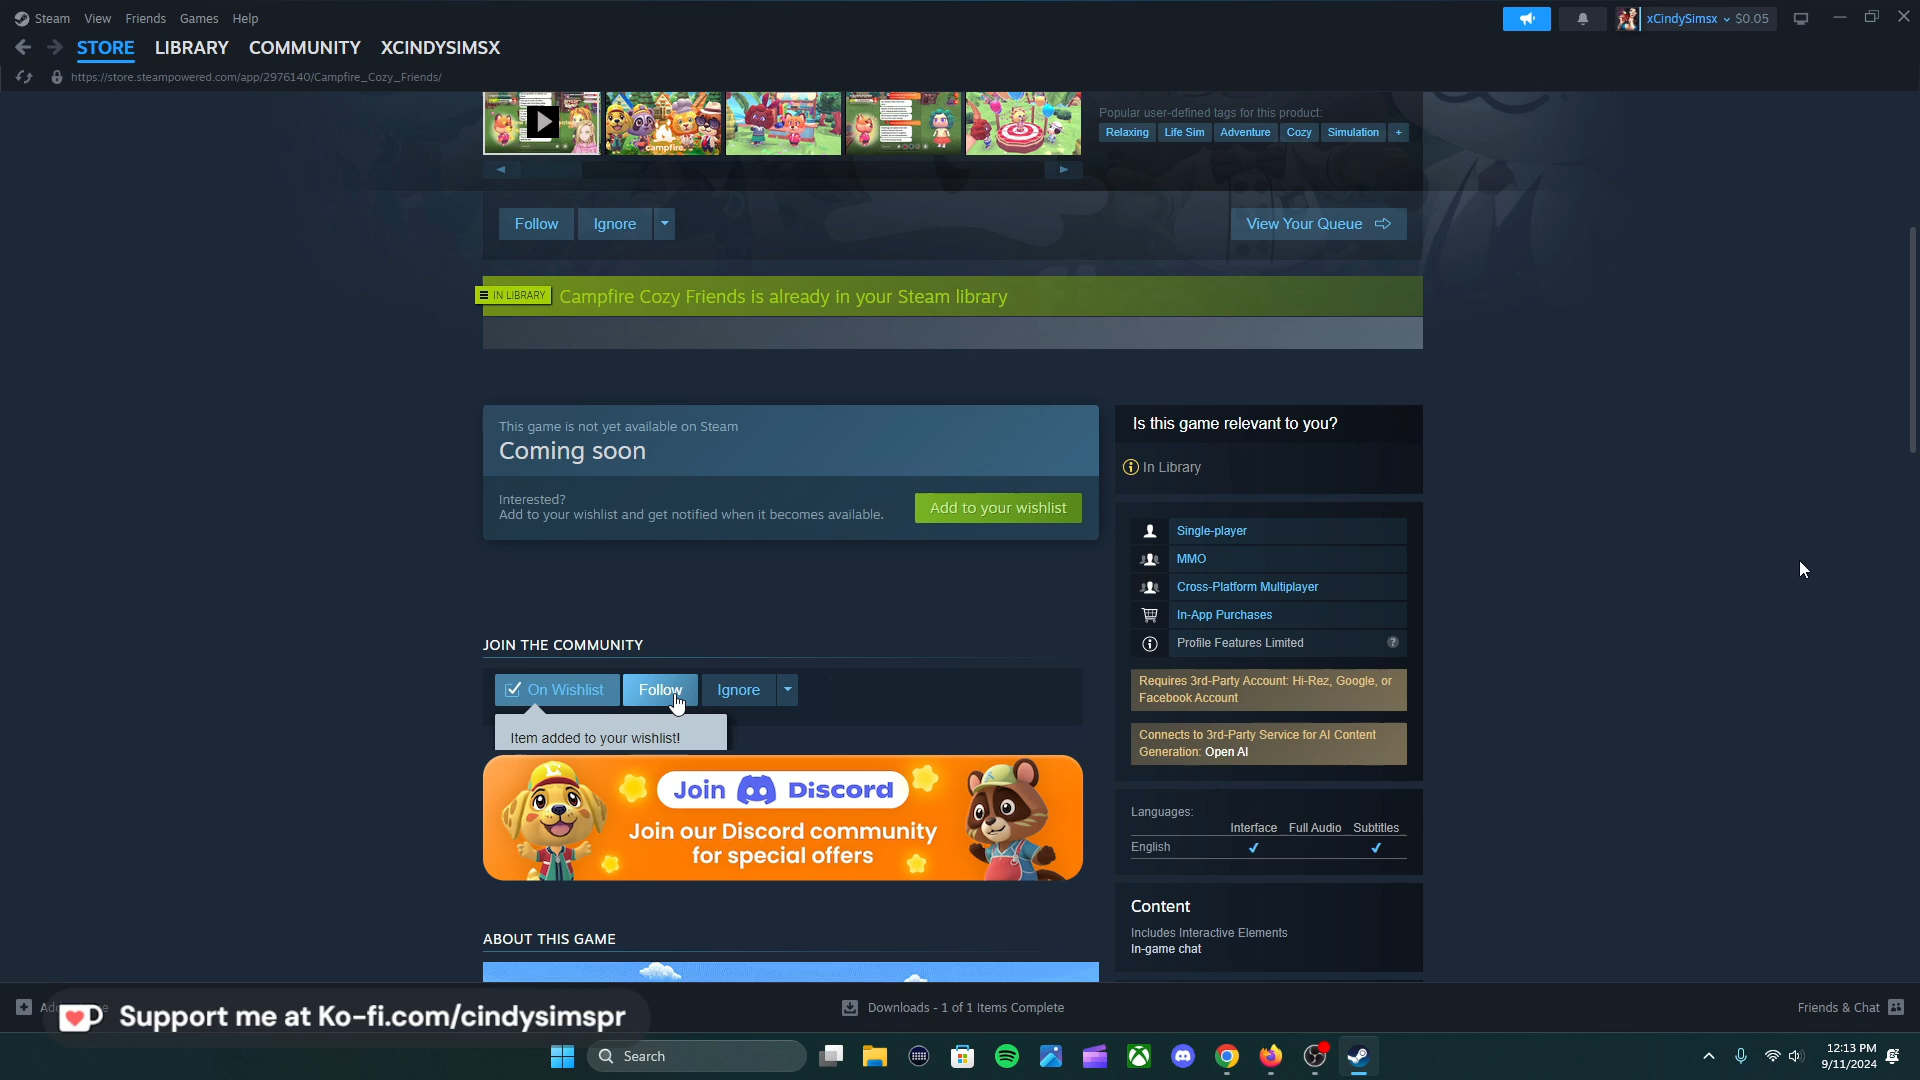 Steam View Friends Games Help
xCindySimsx $0.05
STORE LIBRARY COMMUNITY XCINDYSIMSX
https://store.steampowered.com/app/2976140/Campfire_Cozy_Friends/
campfire.
Popular user-defined tags for this product:
Relaxing Life Sim Adventure Cozy Simulation +
Follow Ignore
View Your Queue
IN LIBRARY Campfire Cozy Friends is already in your Steam library
This game is not yet available on Steam
Coming soon
Interested?
Add to your wishlist and get notified when it becomes available.
Add to your wishlist
Is this game relevant to you?
In Library
Single-player
MMO
Cross-Platform Multiplayer
In-App Purchases
Profile Features Limited ?
Requires 3rd-Party Account: Hi-Rez, Google, or
Facebook Account
Connects to 3rd-Party Service for AI Content
Generation: Open AI
JOIN THE COMMUNITY
On Wishlist Follow Ignore
Item added to your wishlist!
Join Discord
Join our Discord community
for special offers
Languages:
Interface Full Audio Subtitles
English
Content
Includes Interactive Elements
In-game chat
ABOUT THIS GAME
Support me at Ko-fi.com/cindysimspr
Downloads - 1 of 1 Items Complete
Friends & Chat
Search
12:13 PM
9/11/2024